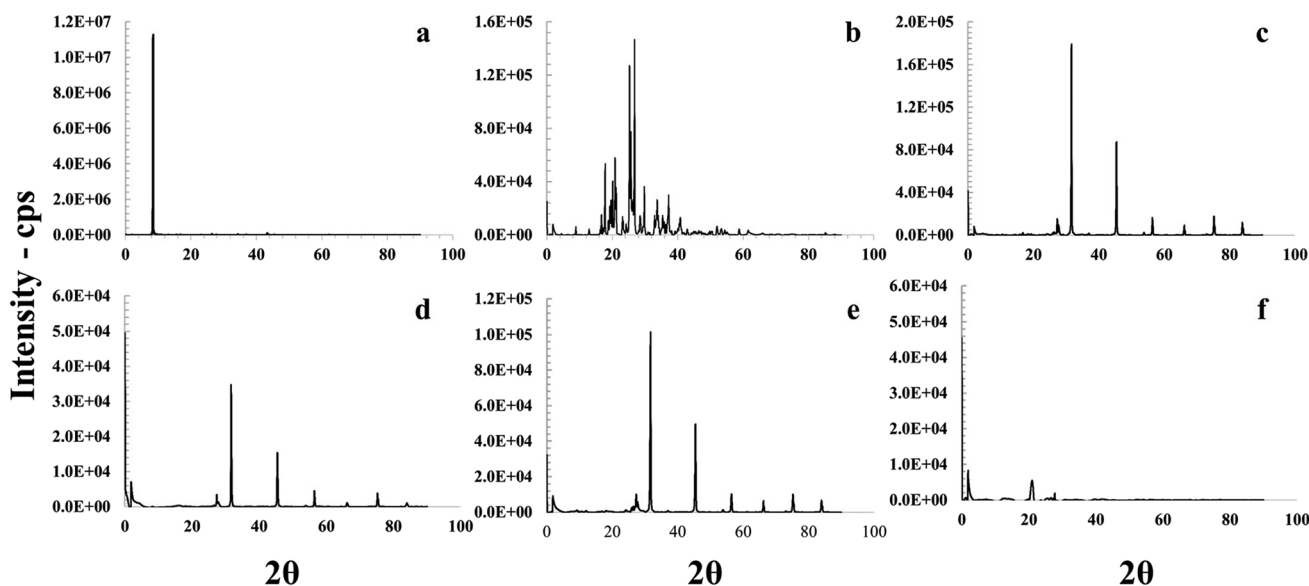 Intensity - cps
a
1.2E+07
1.0E+07
8.0E+06
6.0E+06
4.0E+06
2.0E+06
0.0E+00
0 20 40 60 80 100
b
1.6E+05
1.2E+05
8.0E+04
4.0E+04
0.0E+00
0 20 40 60 80 100
c
2.0E+05
1.6E+05
1.2E+05
8.0E+04
4.0E+04
0.0E+00
0 20 40 60 80 100
d
6.0E+04
5.0E+04
4.0E+04
3.0E+04
2.0E+04
1.0E+04
0.0E+00
0 20 40 60 80 100
2θ
e
1.2E+05
1.0E+05
8.0E+04
6.0E+04
4.0E+04
2.0E+04
0.0E+00
0 20 40 60 80 100
2θ
f
6.0E+04
5.0E+04
4.0E+04
3.0E+04
2.0E+04
1.0E+04
0.0E+00
0 20 40 60 80 100
2θ